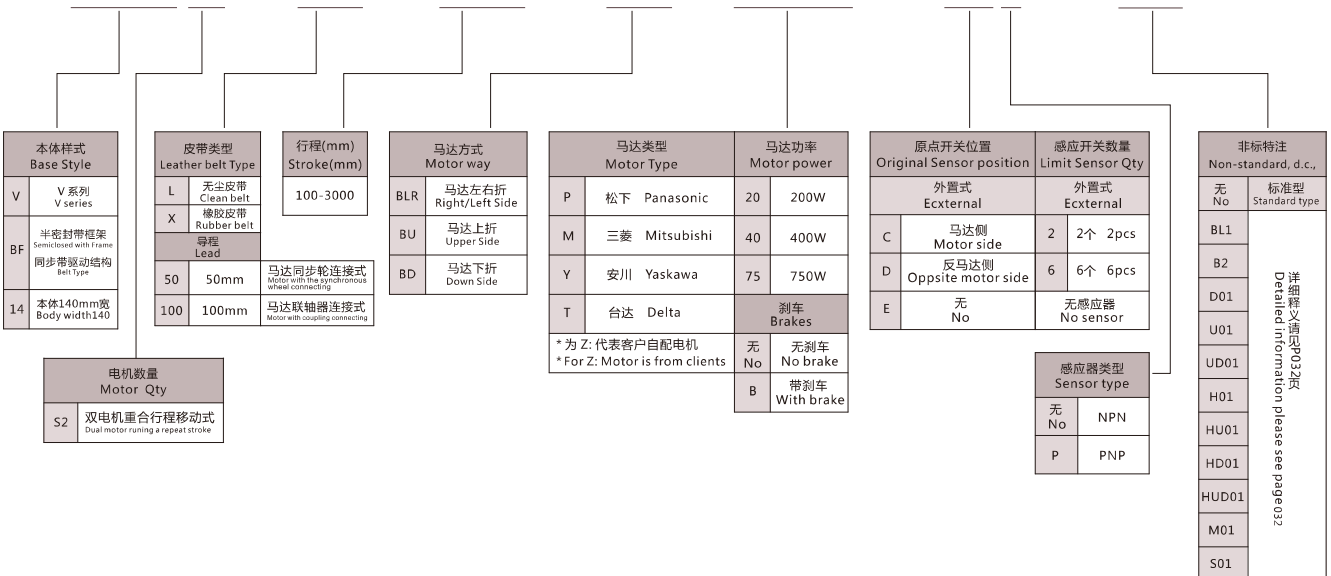 本体样式
Base Style
V
V 系列
V series
BF
半密封带框架
Semiclosed with Frame
同步带驱动结构
Belt Type
14
本体140mm宽
Body width140
电机数量
Motor Qty
S2
双电机重合行程移动式
Dual motor runing a repeat stroke
皮带类型
Leather belt Type
L
无尘皮带
Clean belt
X
橡胶皮带
Rubber belt
导程
Lead
50
50mm
马达同步轮连接式
Motor with the synchronous
wheel connecting
100
100mm
马达联轴器连接式
Motor with coupling connecting
行程(mm)
Stroke(mm)
100-3000
马达方式
Motor way
BLR
马达左右折
Right/Left Side
BU
马达上折
Upper Side
BD
马达下折
Down Side
马达类型
Motor Type
P
松下 Panasonic
M
三菱 Mitsubishi
Y
安川 Yaskawa
T
台达 Delta
*为 Z: 代表客户自配电机
*For Z: Motor is from clients
马达功率
Motor power
20
200W
40
400W
75
750W
刹车
Brakes
无
No
无刹车
No brake
B
带刹车
With brake
原点开关位置
Original Sensor position
外置式
Ecxternal
C
马达侧
Motor side
D
反马达侧
Oppsite motor side
E
无
No
感应开关数量
Limit Sensor Qty
外置式
Ecxternal
2
2个 2pcs
6
6个 6pcs
无感应器
No sensor
感应器类型
Sensor type
无
No
NPN
P
PNP
非标特注
Non-standard, d.c.,
无
No
标准型
Standard type
BL1
B2
D01
U01
UD01
H01
HU01
HD01
HUD01
M01
S01
详细释义请见P032页
Detailed information please see page032